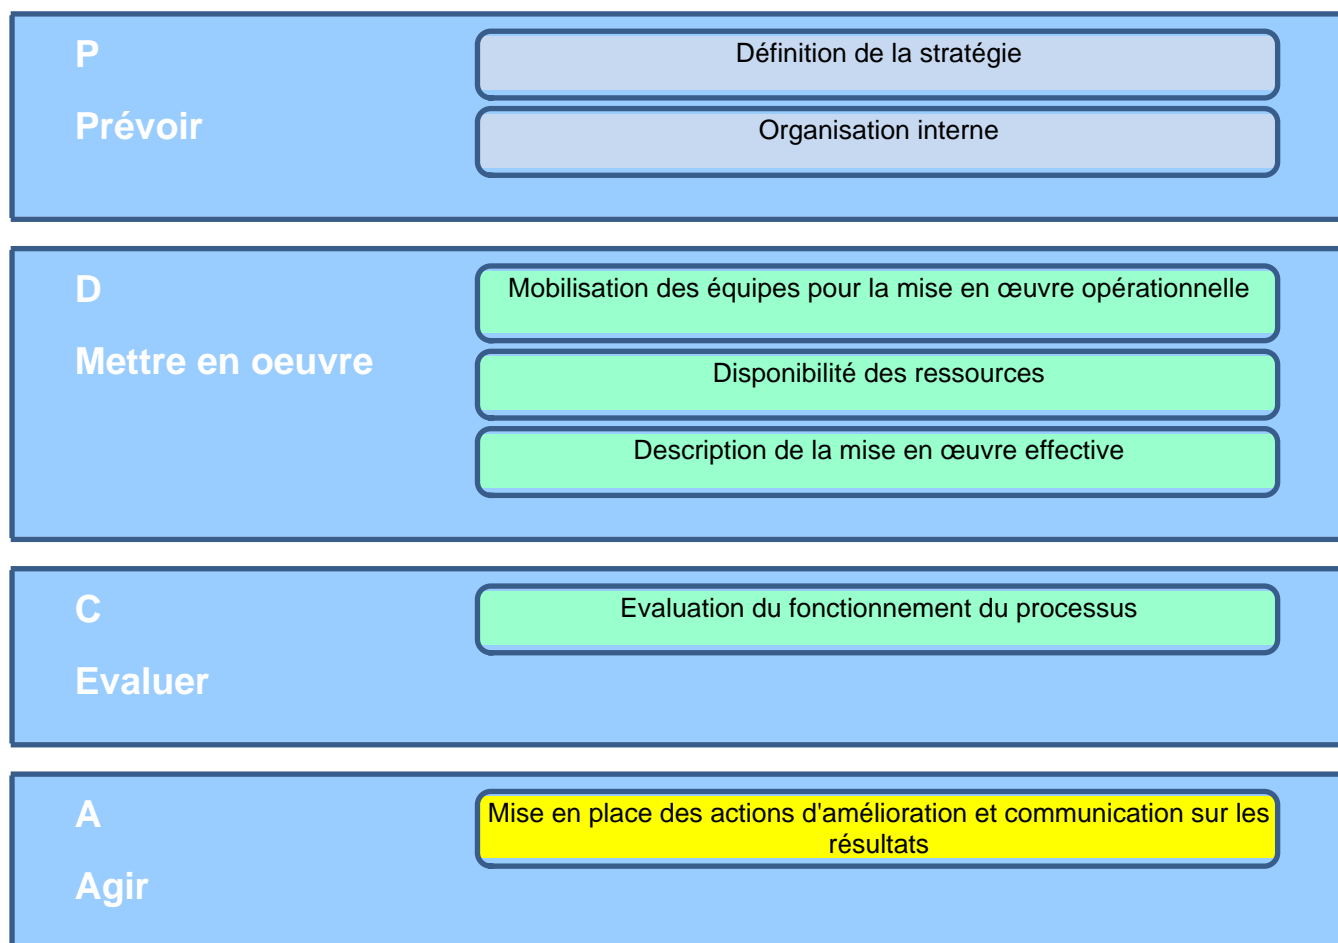 P
Prévoir
Définition de la stratégie
Organisation interne
D
Mettre en oeuvre
Mobilisation des équipes pour la mise en œuvre opérationnelle
Disponibilité des ressources
Description de la mise en œuvre effective
C
Evaluer
Evaluation du fonctionnement du processus
A
Agir
Mise en place des actions d'amélioration et communication sur les
résultats